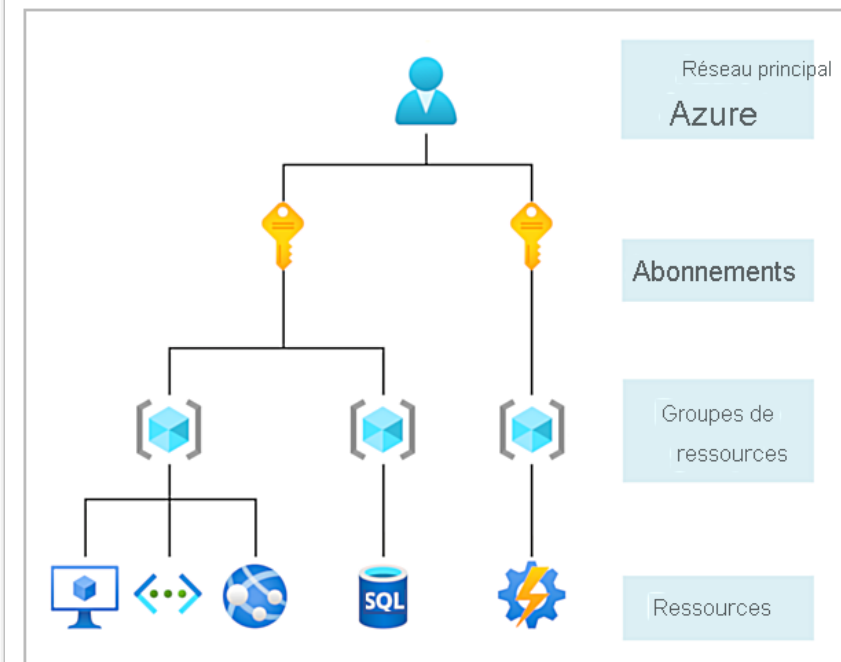 Réseau principal
Azure
Abonnements
Groupes de
ressources
SQL
Ressources